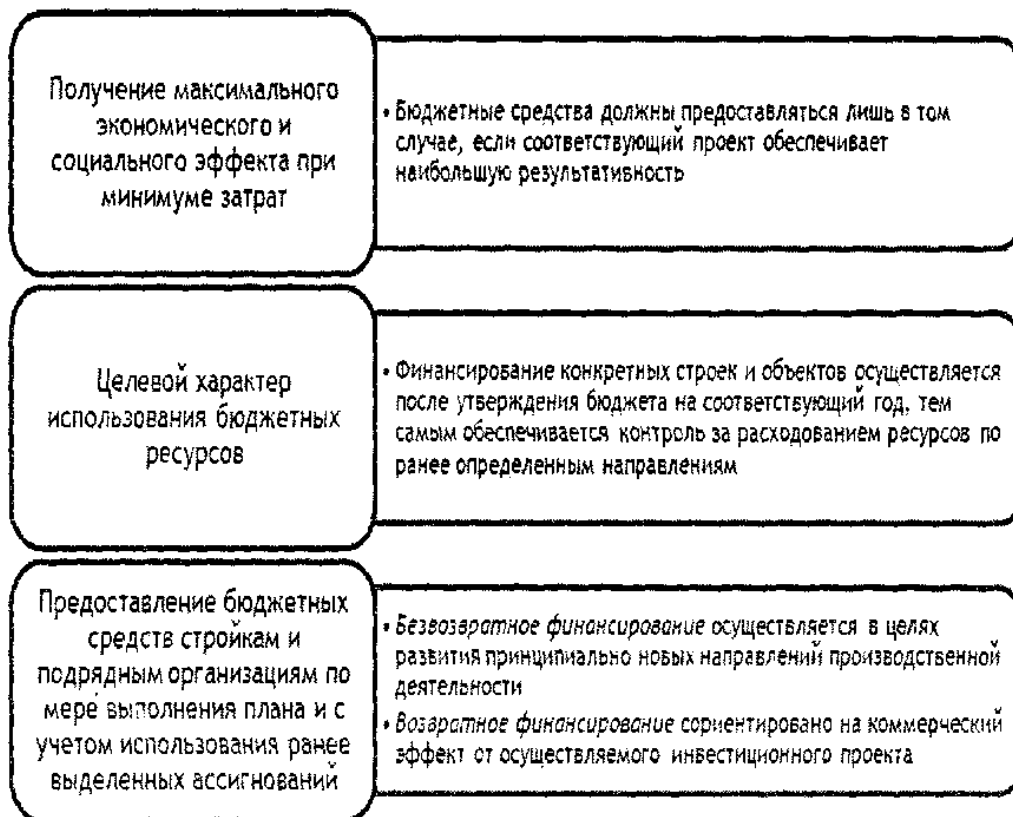 Получение максимального
экономического и
социального эффекта при
минимуме затрат
• Бюджетные средства должны предоставляться лишь в том
случае, если соответствующий проект обеспечивает
наибольшую результативность
Целевой характер
использования бюджетных
ресурсов
• Финансирование конкретных строек и объектов осуществляется
после утверждения бюджета на соответствующий год, тем
самым обеспечивается контроль за расходованием ресурсов по
ранее определенным направлениям
Предоставление бюджетных
средств стройкам и
подрядным организациям по
мере выполнения плана и с
учетом использования ранее
выделенных ассигнований
• Безвозвратное финансирование осуществляется в целях
развития принципиально новых направлений производственной
деятельности
• Возвратное финансирование сориентировано на коммерческий
эффект от осуществляемого инвестиционного проекта